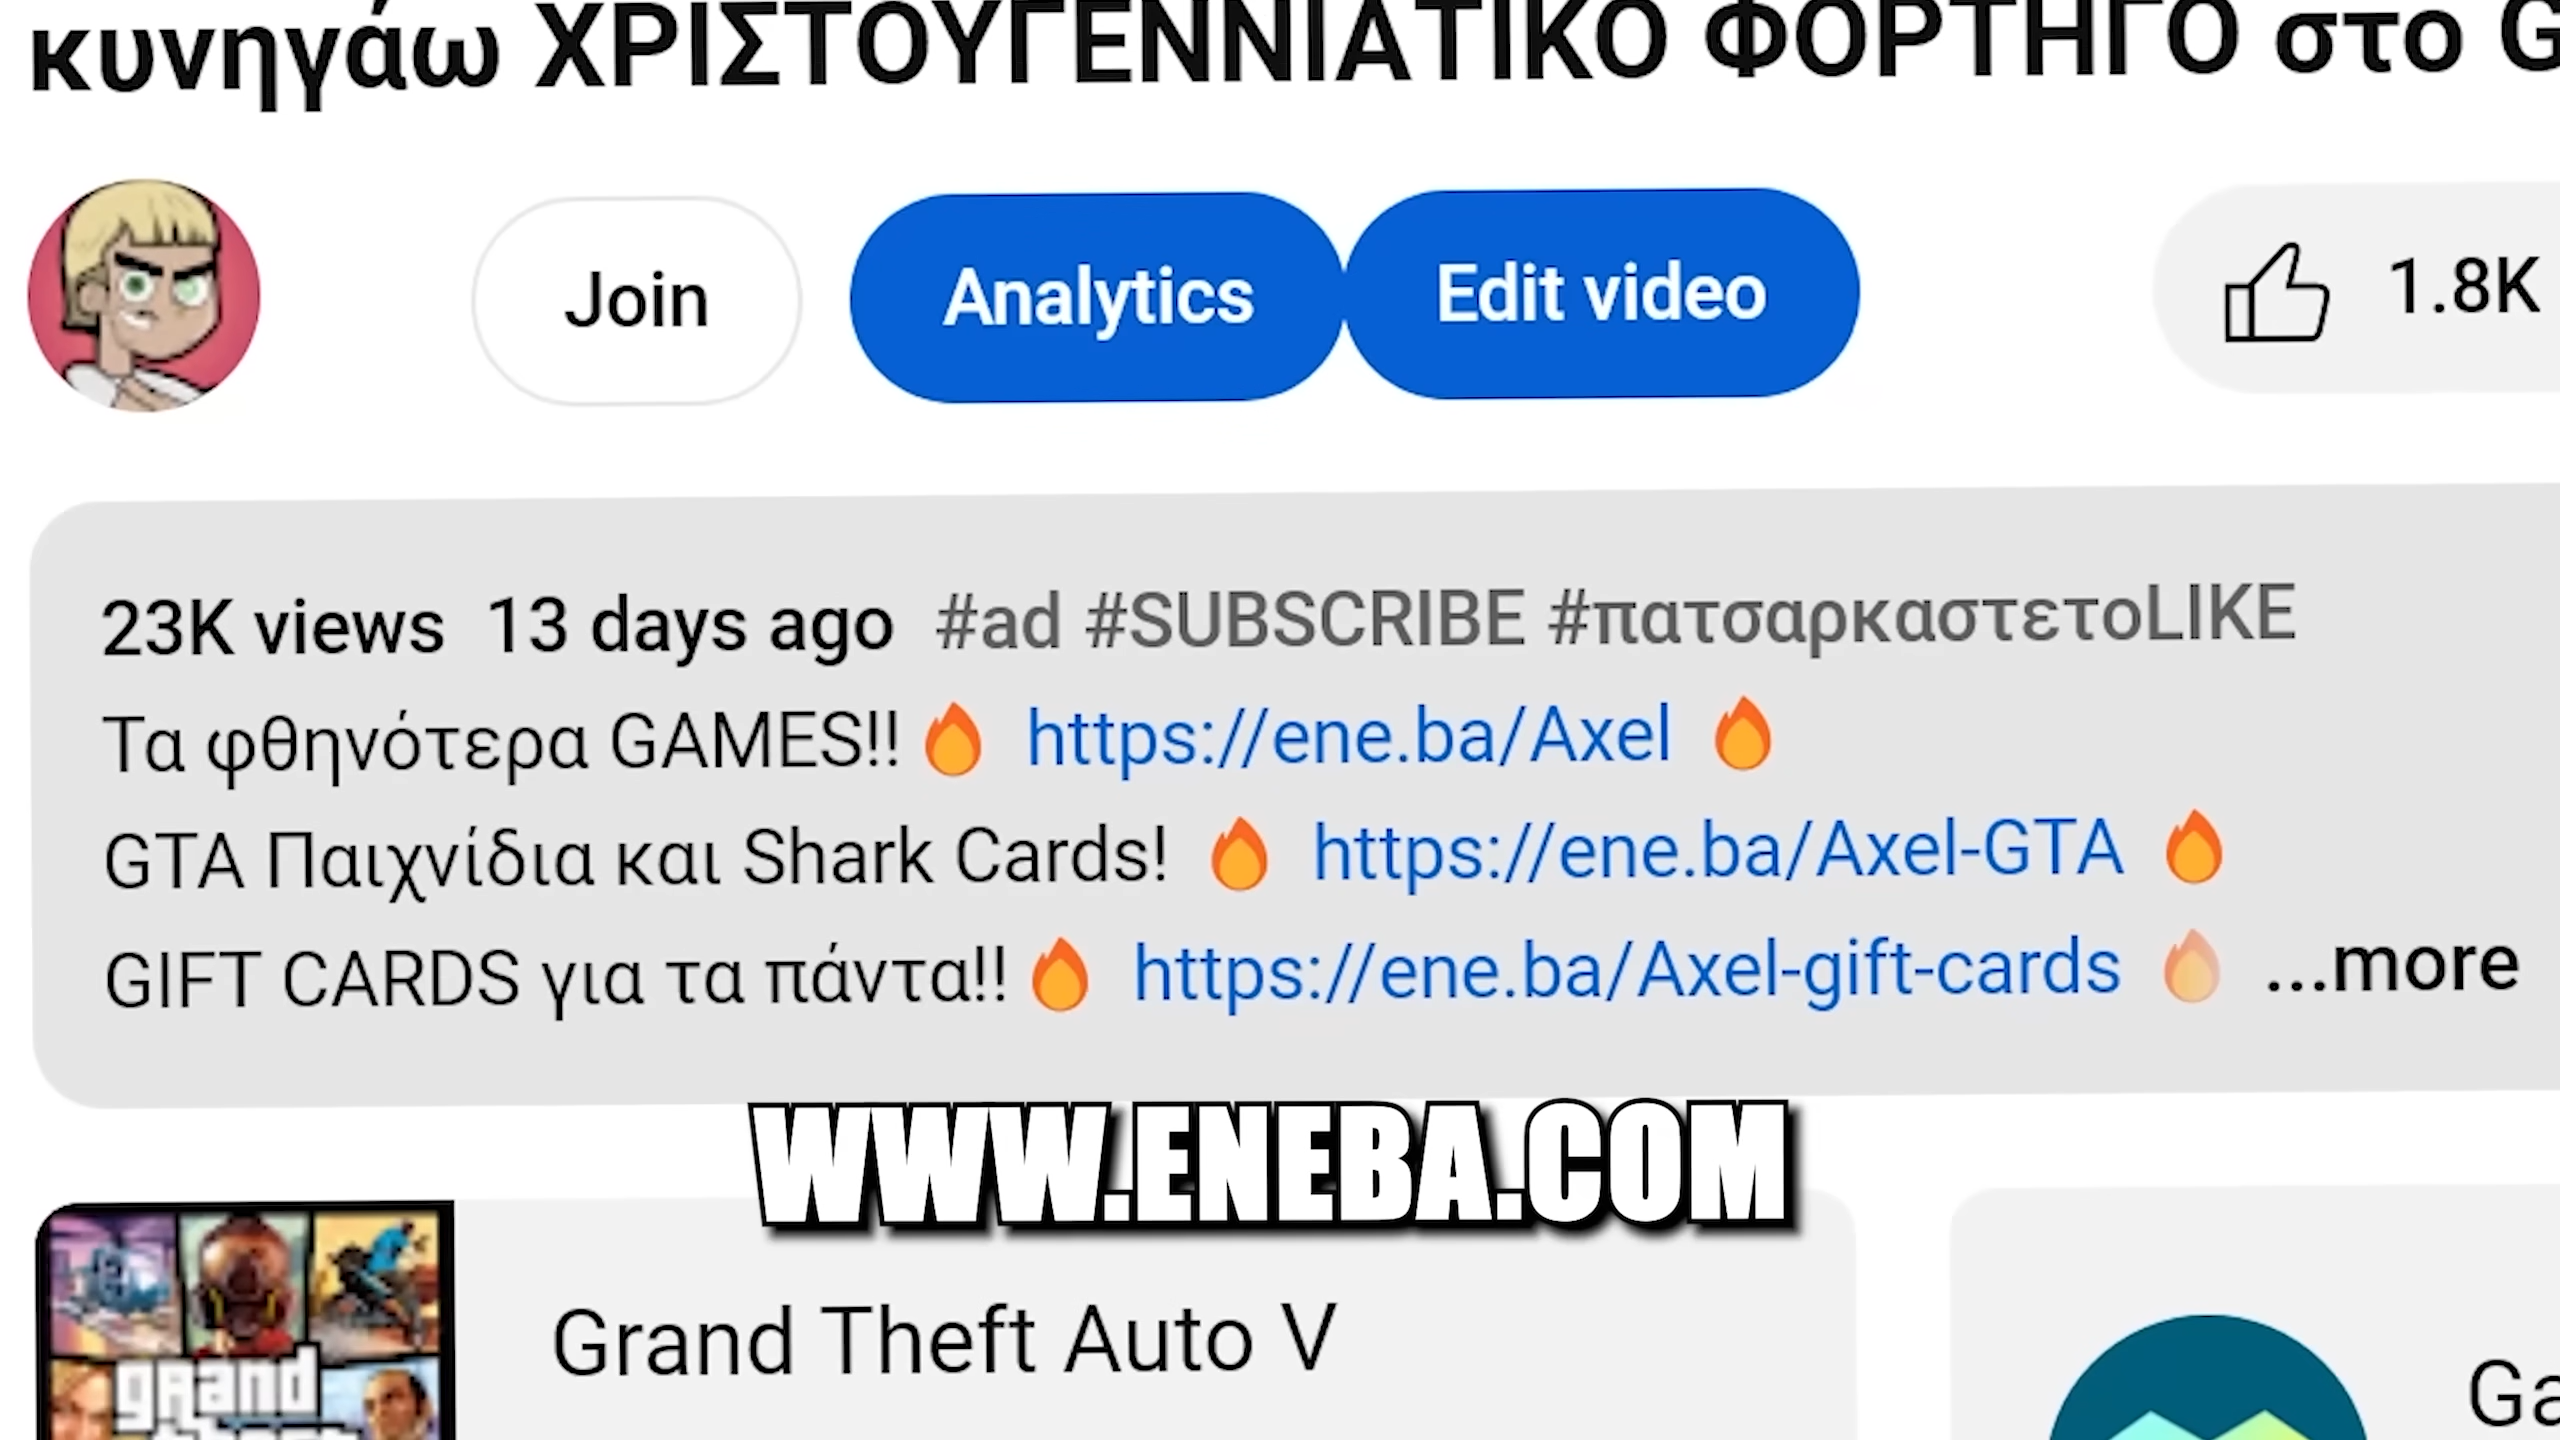 κυνηγάω ΧΡΙΣΤΟΥΓΕΝΝΙΑΤΙΚΟ ΦΟΡΤΗΓΟ στο G
Join
Analytics
Edit video
1.8K
23K views 13 days ago #ad #SUBSCRIBE #πατσαρκαστετοLIKE
Τα φθηνότερα GAMES!!🔥 https://ene.ba/Axel 🔥
GTA Παιχνίδια και Shark Cards! 🔥 https://ene.ba/Axel-GTA 🔥
GIFT CARDS για τα πάντα!!🔥 https://ene.ba/Axel-gift-cards 🔥 ...more
WWW.ENEBA.COM
Grand Theft Auto V
Ga
grand